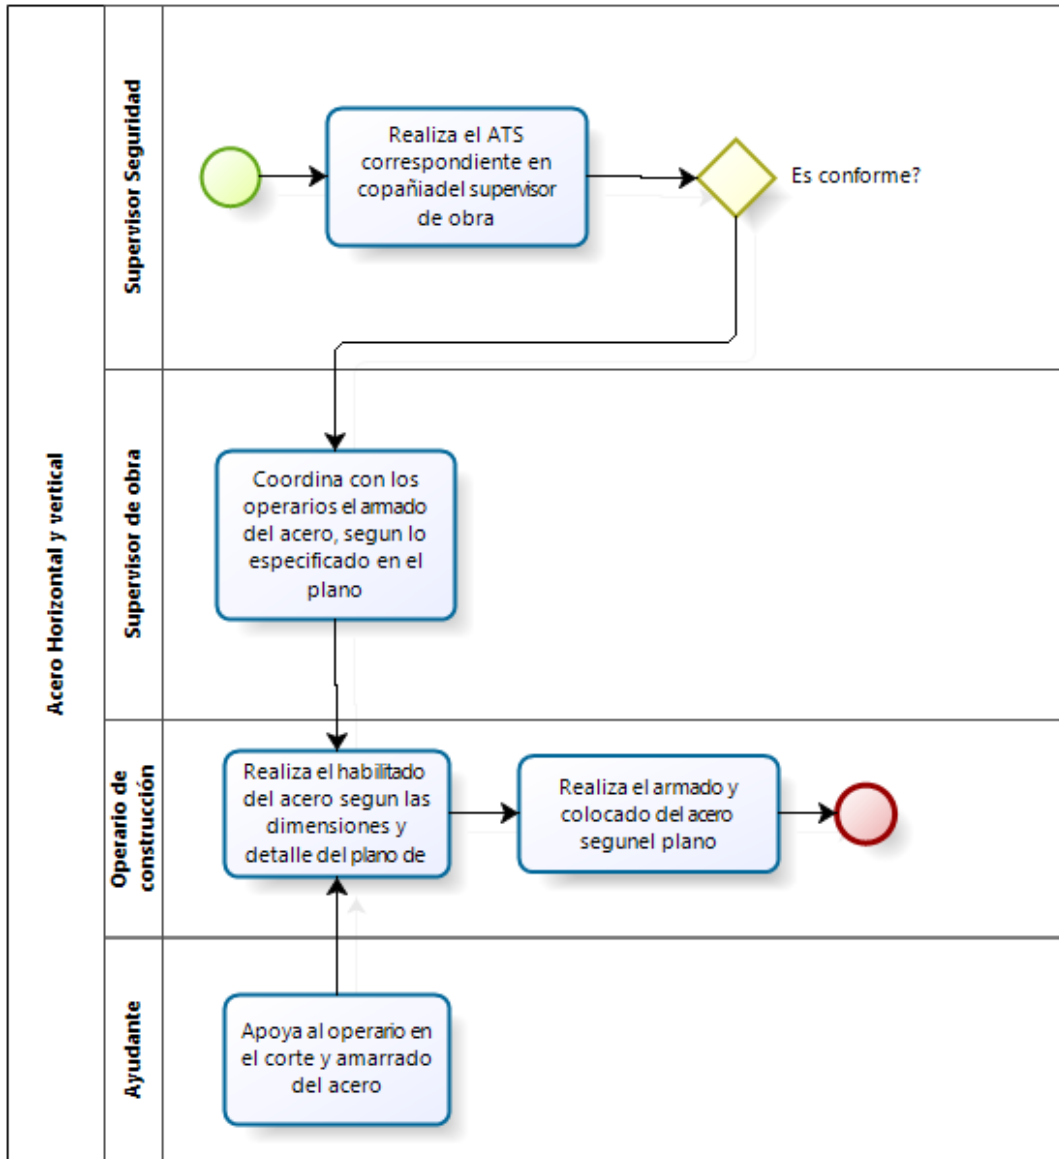 Acero Horizontal y vertical
Supervisor Seguridad
Realiza el ATS
correspondiente en
copañiadel supervisor
de obra
Es conforme?
Supervisor de obra
Coordina con los
operarios el armado
del acero, segun lo
especificado en el
plano
Operario de
construcción
Realiza el habilitado
del acero segun las
dimensiones y
detalle del plano de
Realiza el armado y
colocado del acero
segunel plano
Ayudante
Apoya al operario en
el corte y amarrado
del acero